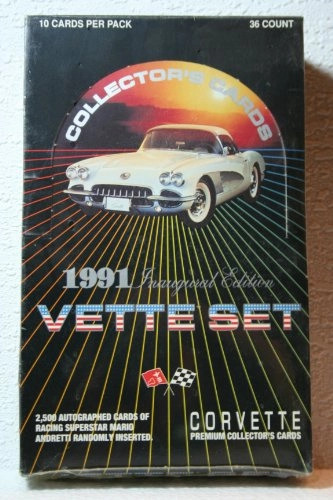 10 CARDS PER PACK 36 COUNT
COLLECTOR'S CARDS
1991 Inaugural Edition
VETTE SET
2,500 AUTOGRAPHED CARDS OF
RACING SUPERSTAR MARIO
ANDRETTI RANDOMLY INSERTED.
CORVETTE
PREMIUM COLLECTOR'S CARDS